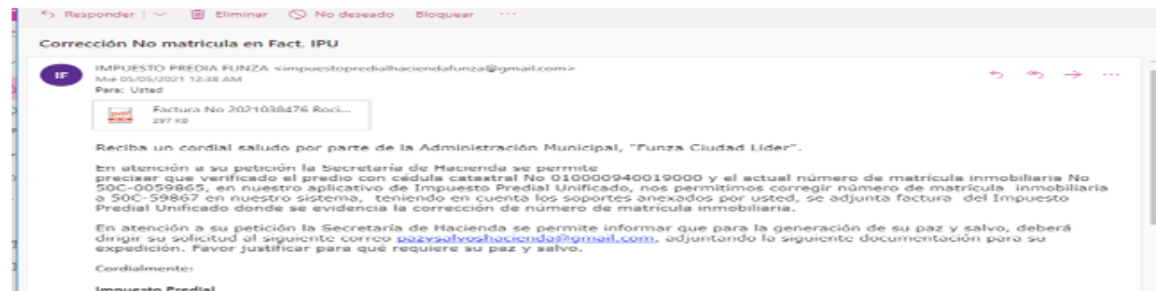 Responder Eliminar No deseado Bloquear ...
Corrección No matricula en Fact. IPU
IF
IMPUESTO PREDIA FUNZA <impuestopredialhaciendafunza@gmail.com>
Mié 05/05/2021 12:38 AM
Para: Usted
Factura No 2021038476 Roci...
297 KB
Reciba un cordial saludo por parte de la Administración Municipal, "Funza Ciudad Líder".
En atención a su petición la Secretaría de Hacienda se permite
precisar que verificado el predio con cédula catastral No 010000940019000 y el actual número de matrícula inmobiliaria No
50C-0059865, en nuestro aplicativo de Impuesto Predial Unificado, nos permitimos corregir número de matrícula inmobiliaria
a 50C-59867 en nuestro sistema, teniendo en cuenta los soportes anexados por usted, se adjunta factura del Impuesto
Predial Unificado donde se evidencia la corrección de número de matrícula inmobiliaria.
En atención a su petición la Secretaría de Hacienda se permite informar que para la generación de su paz y salvo, deberá
dirigir su solicitud al siguiente correo pazysalvoshacienda@gmail.com, adjuntando la siguiente documentación para su
expedición. Favor justificar para qué requiere su paz y salvo.
Cordialmente:
Impuesto Predial